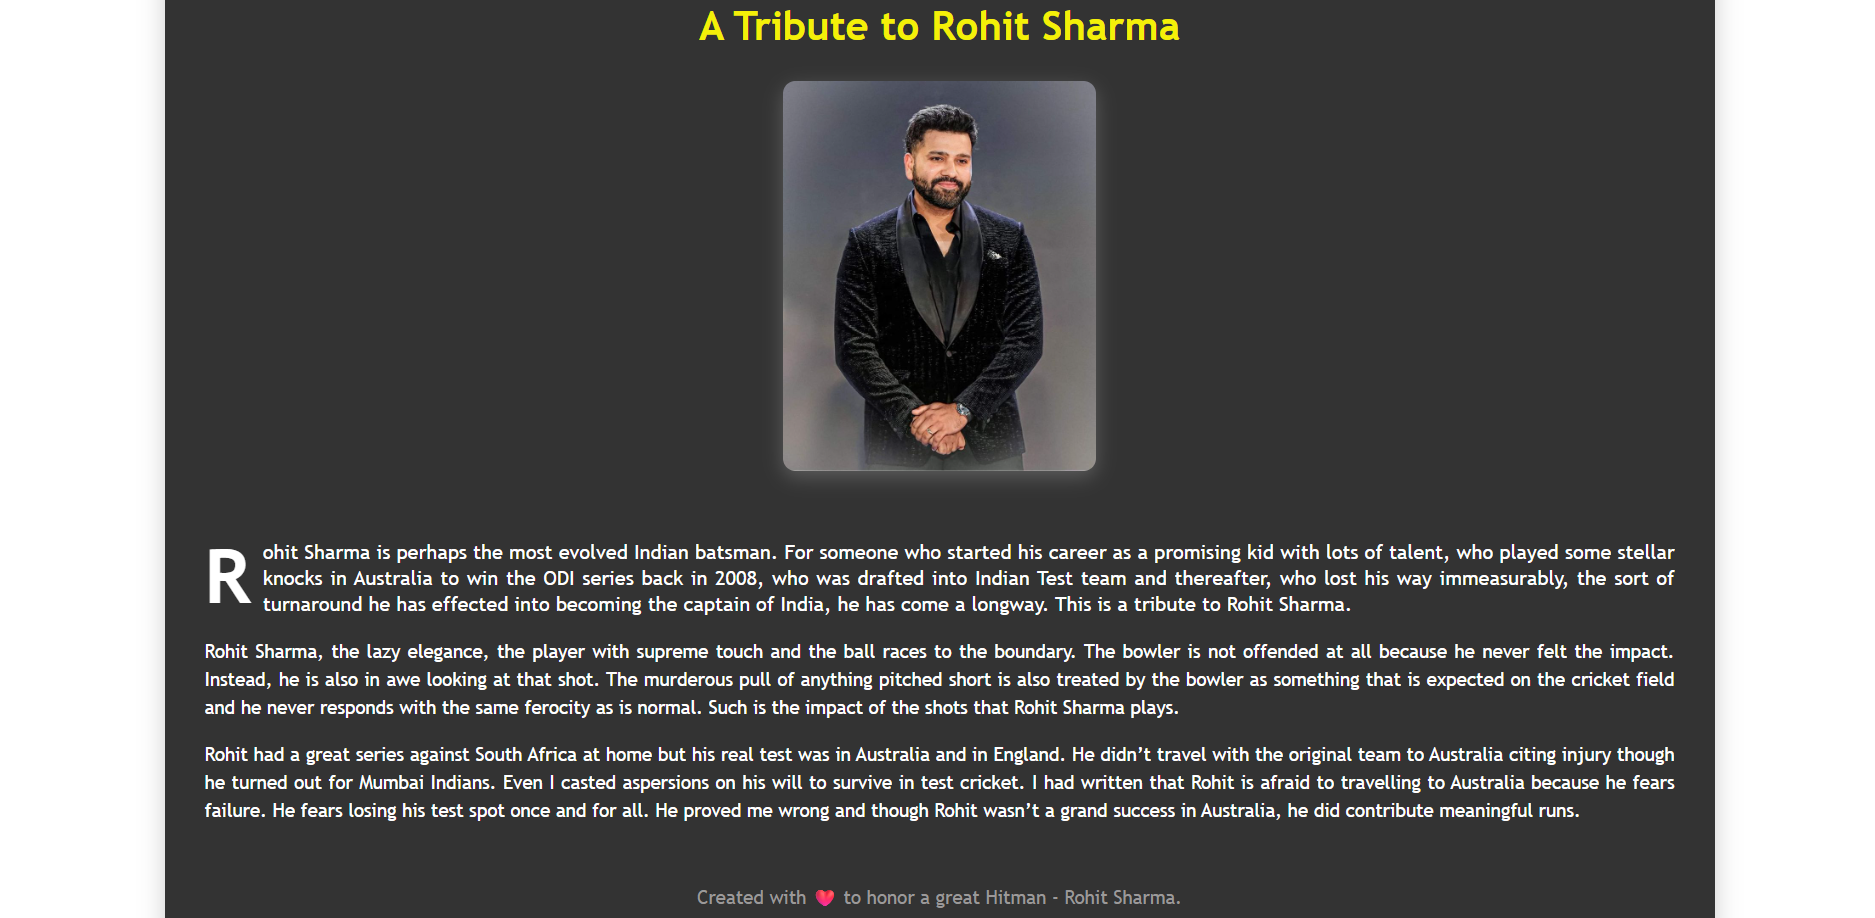 A Tribute to Rohit Sharma
Rohit Sharma is perhaps the most evolved Indian batsman. For someone who started his career as a promising kid with lots of talent, who played some stellar
knocks in Australia to win the ODI series back in 2008, who was drafted into Indian Test team and thereafter, who lost his way immeasurably, the sort of
turnaround he has effected into becoming the captain of India, he has come a longway. This is a tribute to Rohit Sharma.
Rohit Sharma, the lazy elegance, the player with supreme touch and the ball races to the boundary. The bowler is not offended at all because he never felt the impact.
Instead, he is also in awe looking at that shot. The murderous pull of anything pitched short is also treated by the bowler as something that is expected on the cricket field
and he never responds with the same ferocity as is normal. Such is the impact of the shots that Rohit Sharma plays.
Rohit had a great series against South Africa at home but his real test was in Australia and in England. He didn’t travel with the original team to Australia citing injury though
he turned out for Mumbai Indians. Even I casted aspersions on his will to survive in test cricket. I had written that Rohit is afraid to travelling to Australia because he fears
failure. He fears losing his test spot once and for all. He proved me wrong and though Rohit wasn’t a grand success in Australia, he did contribute meaningful runs.
Created with ❤️ to honor a great Hitman - Rohit Sharma.